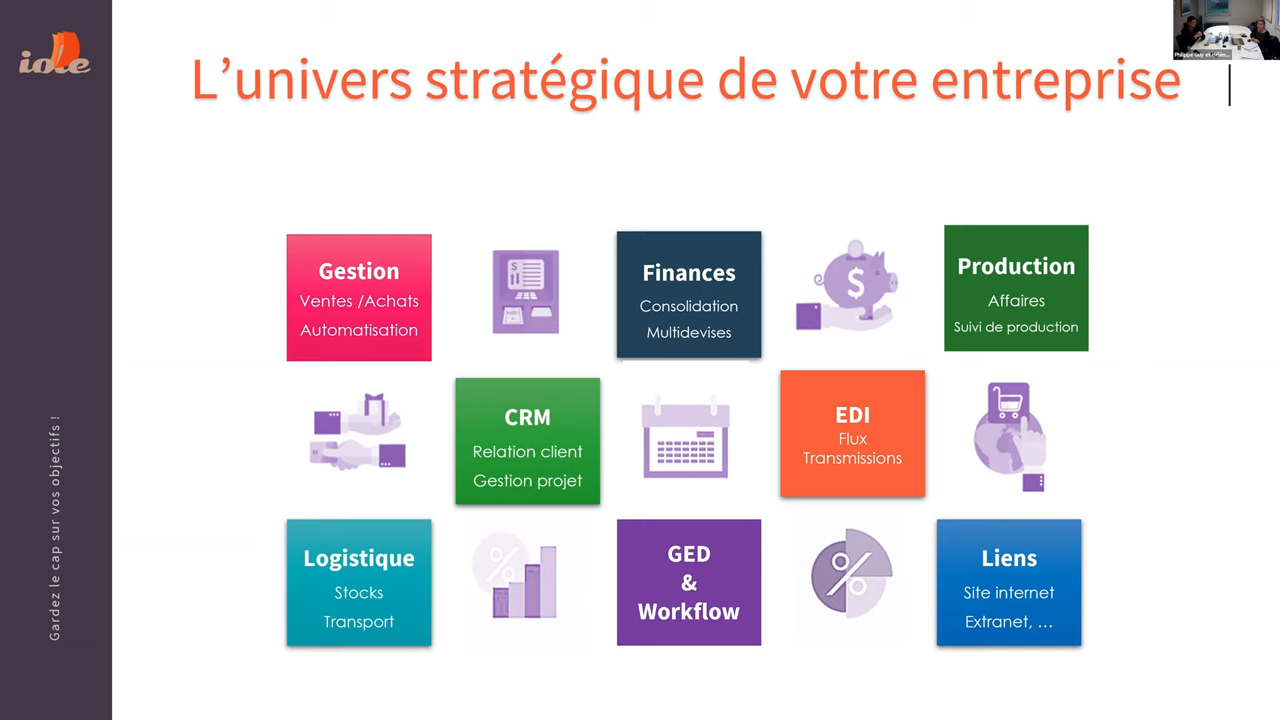 iole
L’univers stratégique de votre entreprise
Gestion
Ventes /Achats
Automatisation
$
Finances
Consolidation
Multidevises
$
Production
Affaires
Suivi de production
CRM
Relation client
Gestion projet
EDI
Flux
Transmissions
Logistique
Stocks
Transport
%
GED
&
Workflow
%
Liens
Site internet
Extranet, …
Gardez le cap sur vos objectifs !